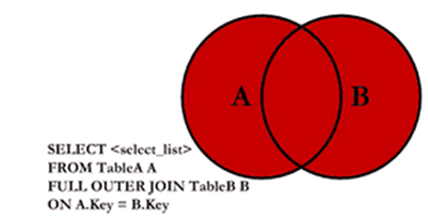 A B
SELECT <select_list>
FROM TableA A
FULL OUTER JOIN TableB B
ON A.Key = B.Key